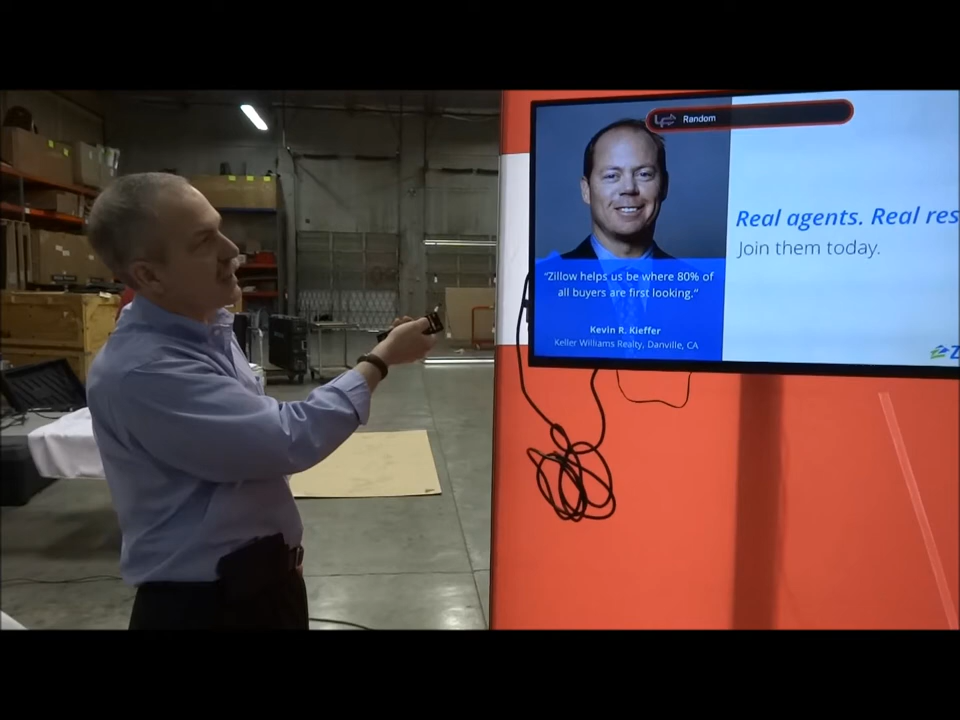 Random
Real agents. Real res
Join them today.
"Zillow helps us be where 80% of
all buyers are first looking."
Kevin R. Kieffer
Keller Williams Realty, Danville, CA
Z